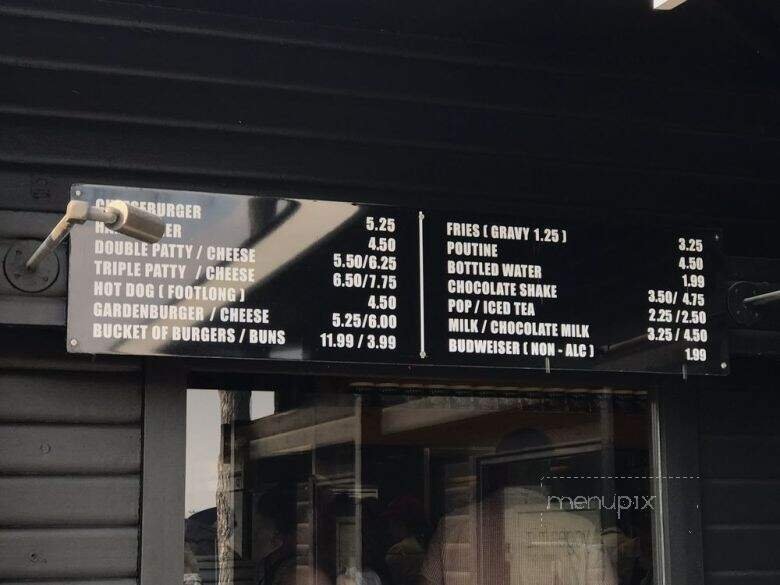 CHEESEBURGER 5.25
HAMBURGER 4.50
DOUBLE PATTY / CHEESE 5.50/6.25
TRIPLE PATTY / CHEESE 6.50/7.75
HOT DOG ( FOOTLONG ) 4.50
GARDENBURGER / CHEESE 5.25/6.00
BUCKET OF BURGERS / BUNS 11.99 / 3.99
FRIES ( GRAVY 1.25 ) 3.25
POUTINE 4.50
BOTTLED WATER 1.99
CHOCOLATE SHAKE 3.50/ 4.75
POP / ICED TEA 2.25 /2.50
MILK / CHOCOLATE MILK 3.25 / 4.50
BUDWEISER ( NON - ALC ) 1.99
menupix